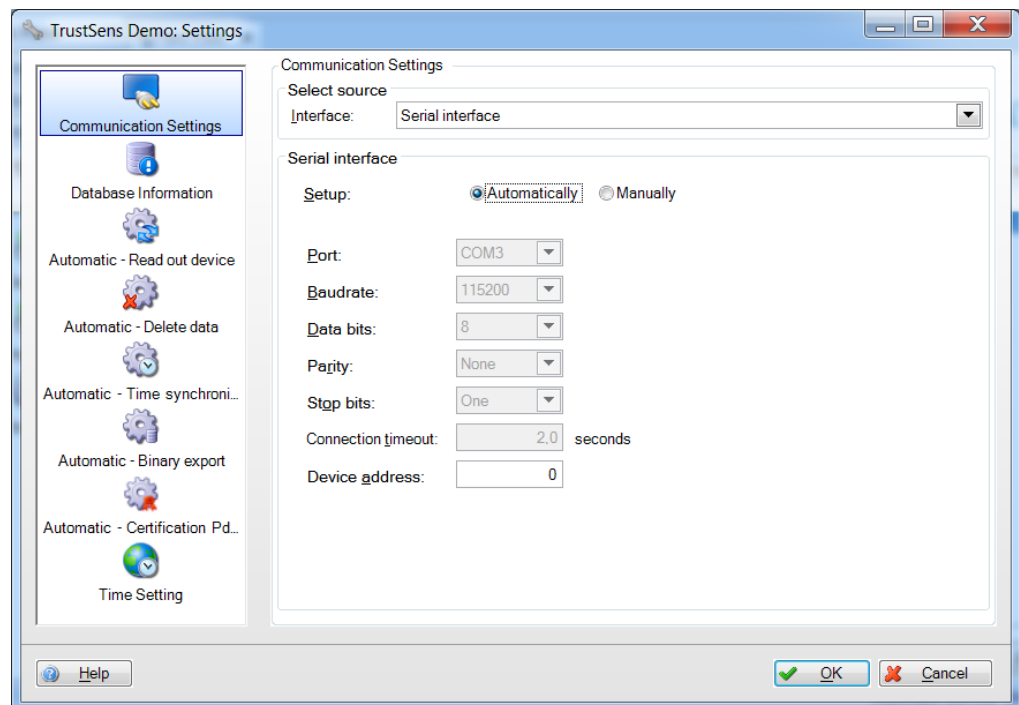 TrustSens Demo: Settings
Communication Settings
Database Information
Automatic - Read out device
Automatic - Delete data
Automatic - Time synchroni...
Automatic - Binary export
Automatic - Certification Pd...
Time Setting
Communication Settings
Select source
Interface: Serial interface
Serial interface
Setup: Automatically Manually
Port: COM3
Baudrate: 115200
Data bits: 8
Parity: None
Stop bits: One
Connection timeout: 2,0 seconds
Device address: 0
Help OK Cancel